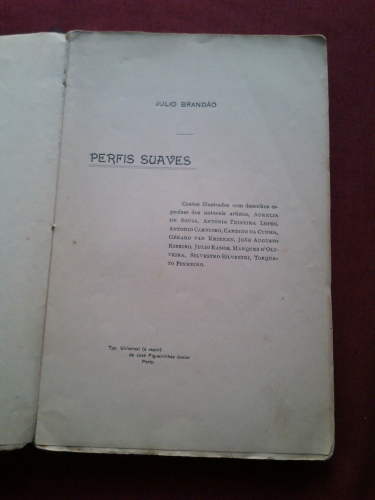 JULIO BRANDÃO
PERFIS SUAVES
Contos illustrados com desenhos es-
peciaes dos notaveis artistas, AURELIA
DE SOUSA, ANTONIO TEIXEIRA LOPES,
ANTONIO CARNEIRO, CANDIDO DA CUNHA,
GÉRARD VAN KRIEKEN, JOÃO AUGUSTO
RIBEIRO, JULIO RAMOS, MARQUES D'OLI-
VEIRA, SILVESTRO SILVESTRI, TORQUA-
TO PINHEIRO.
Typ. Universal (a vapor)
de José Figueirinhas Junior
Porto